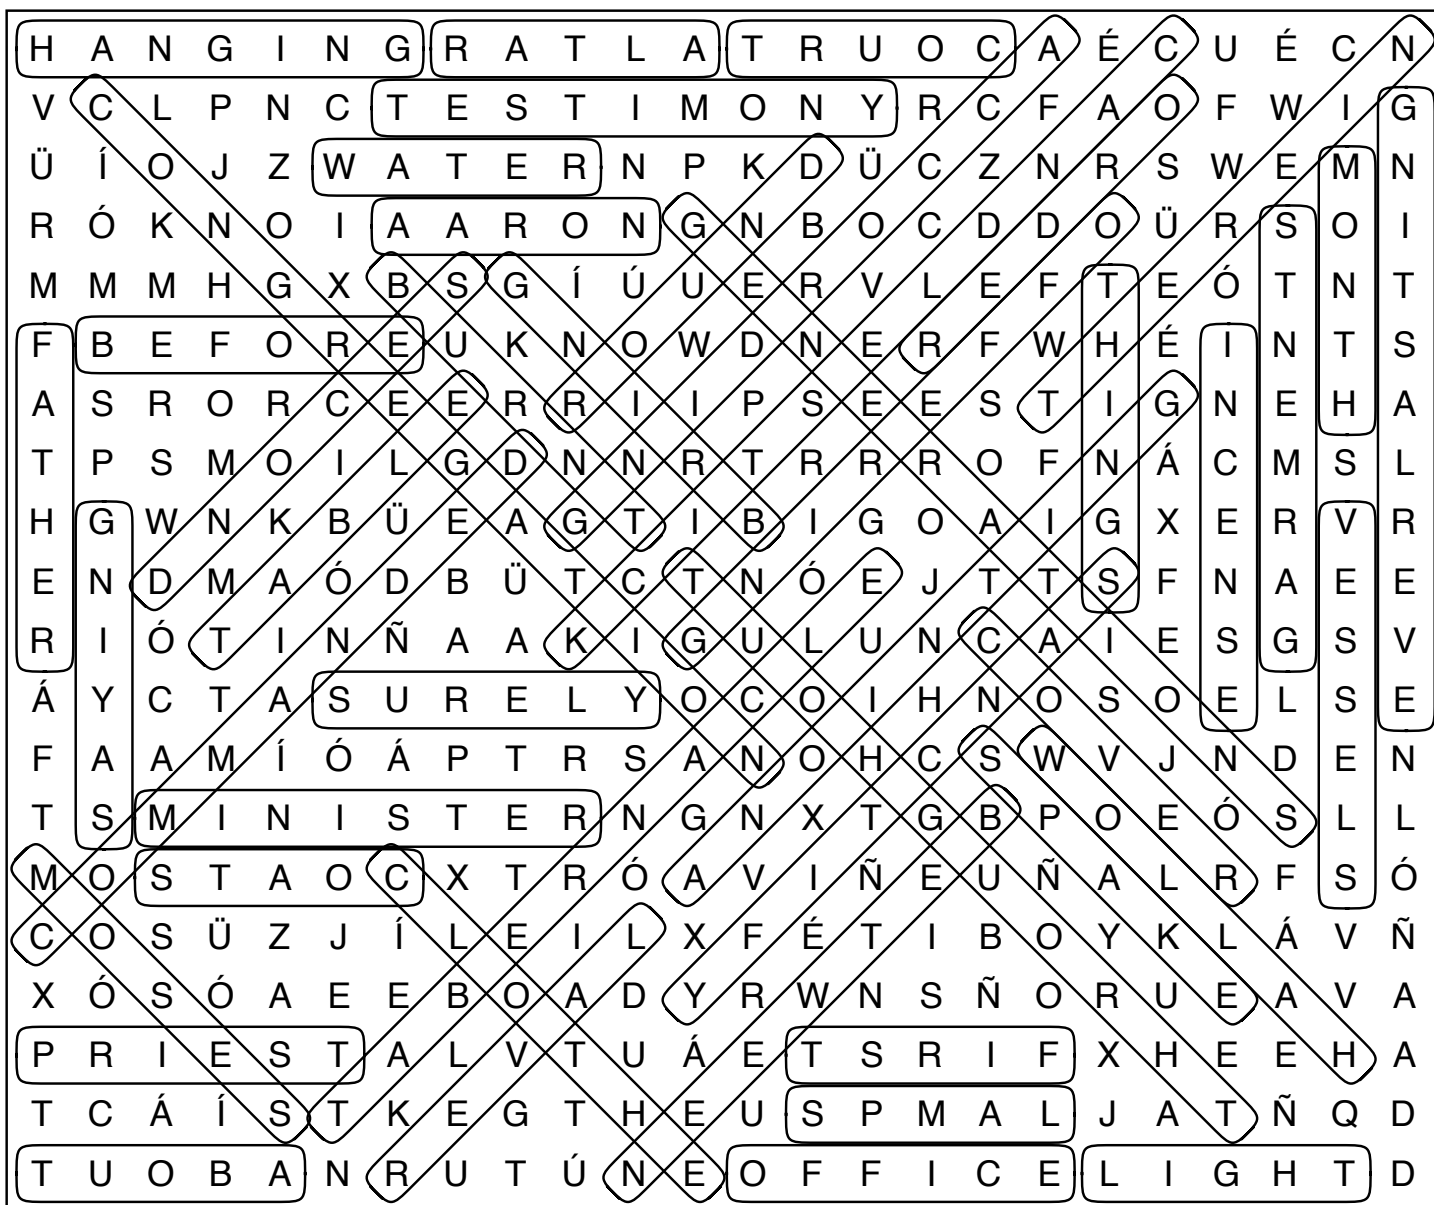 H A N G I N G R A T L A T R U O C A É C U É C N
V C L P N C T E S T I M O N Y R C F A O F W I G
Ü Í O J Z W A T E R N P K D Ü C Z N R S W E M N
R Ó K N O I A A R O N G N B O C D D O Ü R S O I
M M M H G X B S G Í Ú U E R V L E F T E Ó T N T
F B E F O R E U K N O W D N E R F W H É I N T S
A S R O R C E E R R I I P S E E S T I G N E H A
T P S M O I L G D N N R T R R R O F N Á C M S L
H G W N K B Ü E A G T I B I G O A I G X E R V R
E N D M A Ó D B Ü T C T N Ó E J T T S F N A E E
R I Ó T I N Ñ A A K I G U L U N C A I E S G S V
Á Y C T A S U R E L Y O C O I H N O S O E L S E
F A A M Í Ó Á P T R S A N O H C S W V J N D E N
T S M I N I S T E R N G N X T G B P O E Ó S L L
M O S T A O C X T R Ó A V I Ñ E U Ñ A L R F S Ó
C O S Ü Z J Í L E I L X F É T I B O Y K L Á V Ñ
X Ó S Ó A E E B O A D Y R W N S Ñ O R U E A V A
P R I E S T A L V T U Á E T S R I F X H E E H A
T C Á Í S T K E G T H E U S P M A L J A T Ñ Q D
T U O B A N R U T Ú N E O F F I C E L I G H T D